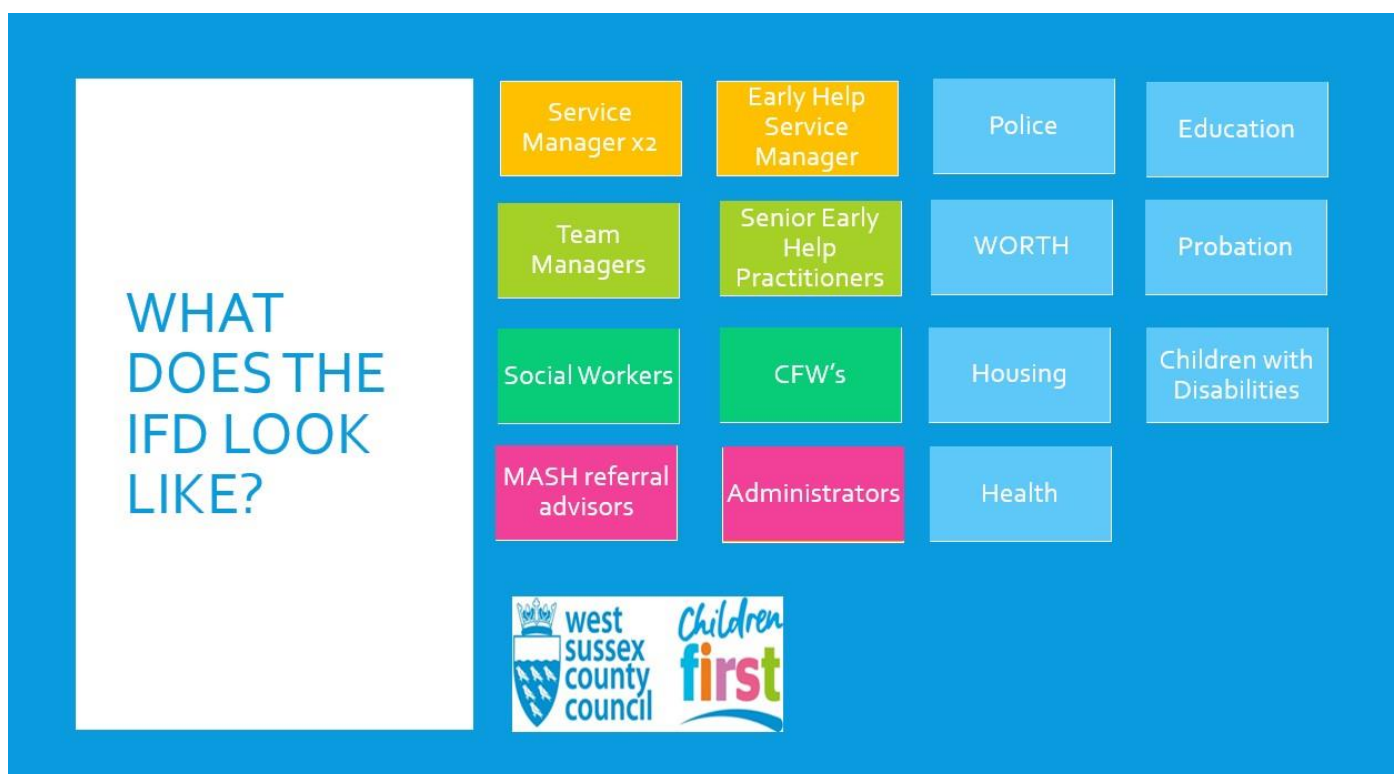 WHAT
DOES THE
IFD LOOK
LIKE?
Service
Manager x2
Early Help
Service
Manager
Police
Education
Team
Managers
Senior Early
Help
Practitioners
WORTH
Probation
Social Workers
CFW's
Housing
Children with
Disabilities
MASH referral
advisors
Administrators
Health
west
sussex
county
council
Children
first